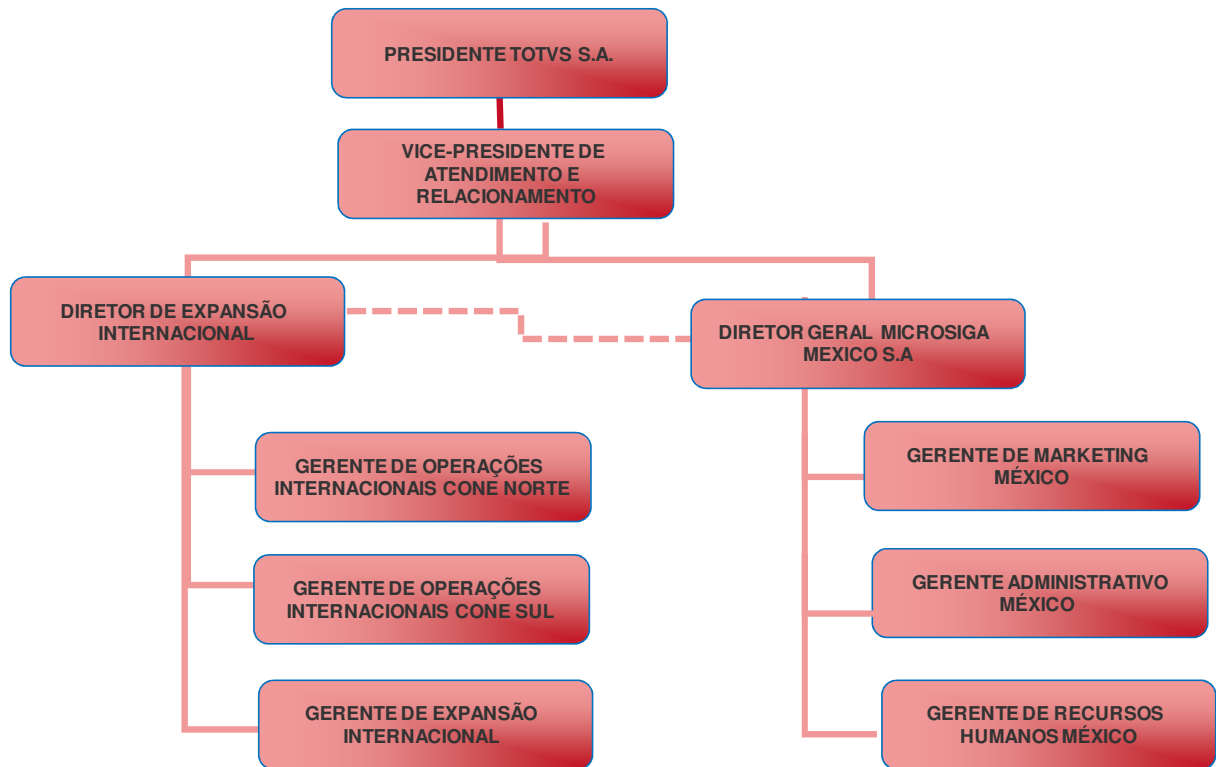 PRESIDENTE TOTVS S.A.
VICE-PRESIDENTE DE
ATENDIMENTO E
RELACIONAMENTO
DIRETOR DE EXPANSÃO
INTERNACIONAL
DIRETOR GERAL MICROSIGA
MEXICO S.A
GERENTE DE OPERAÇÕES
INTERNACIONAIS CONE NORTE
GERENTE DE MARKETING
MÉXICO
GERENTE DE OPERAÇÕES
INTERNACIONAIS CONE SUL
GERENTE ADMINISTRATIVO
MÉXICO
GERENTE DE EXPANSÃO
INTERNACIONAL
GERENTE DE RECURSOS
HUMANOS MÉXICO